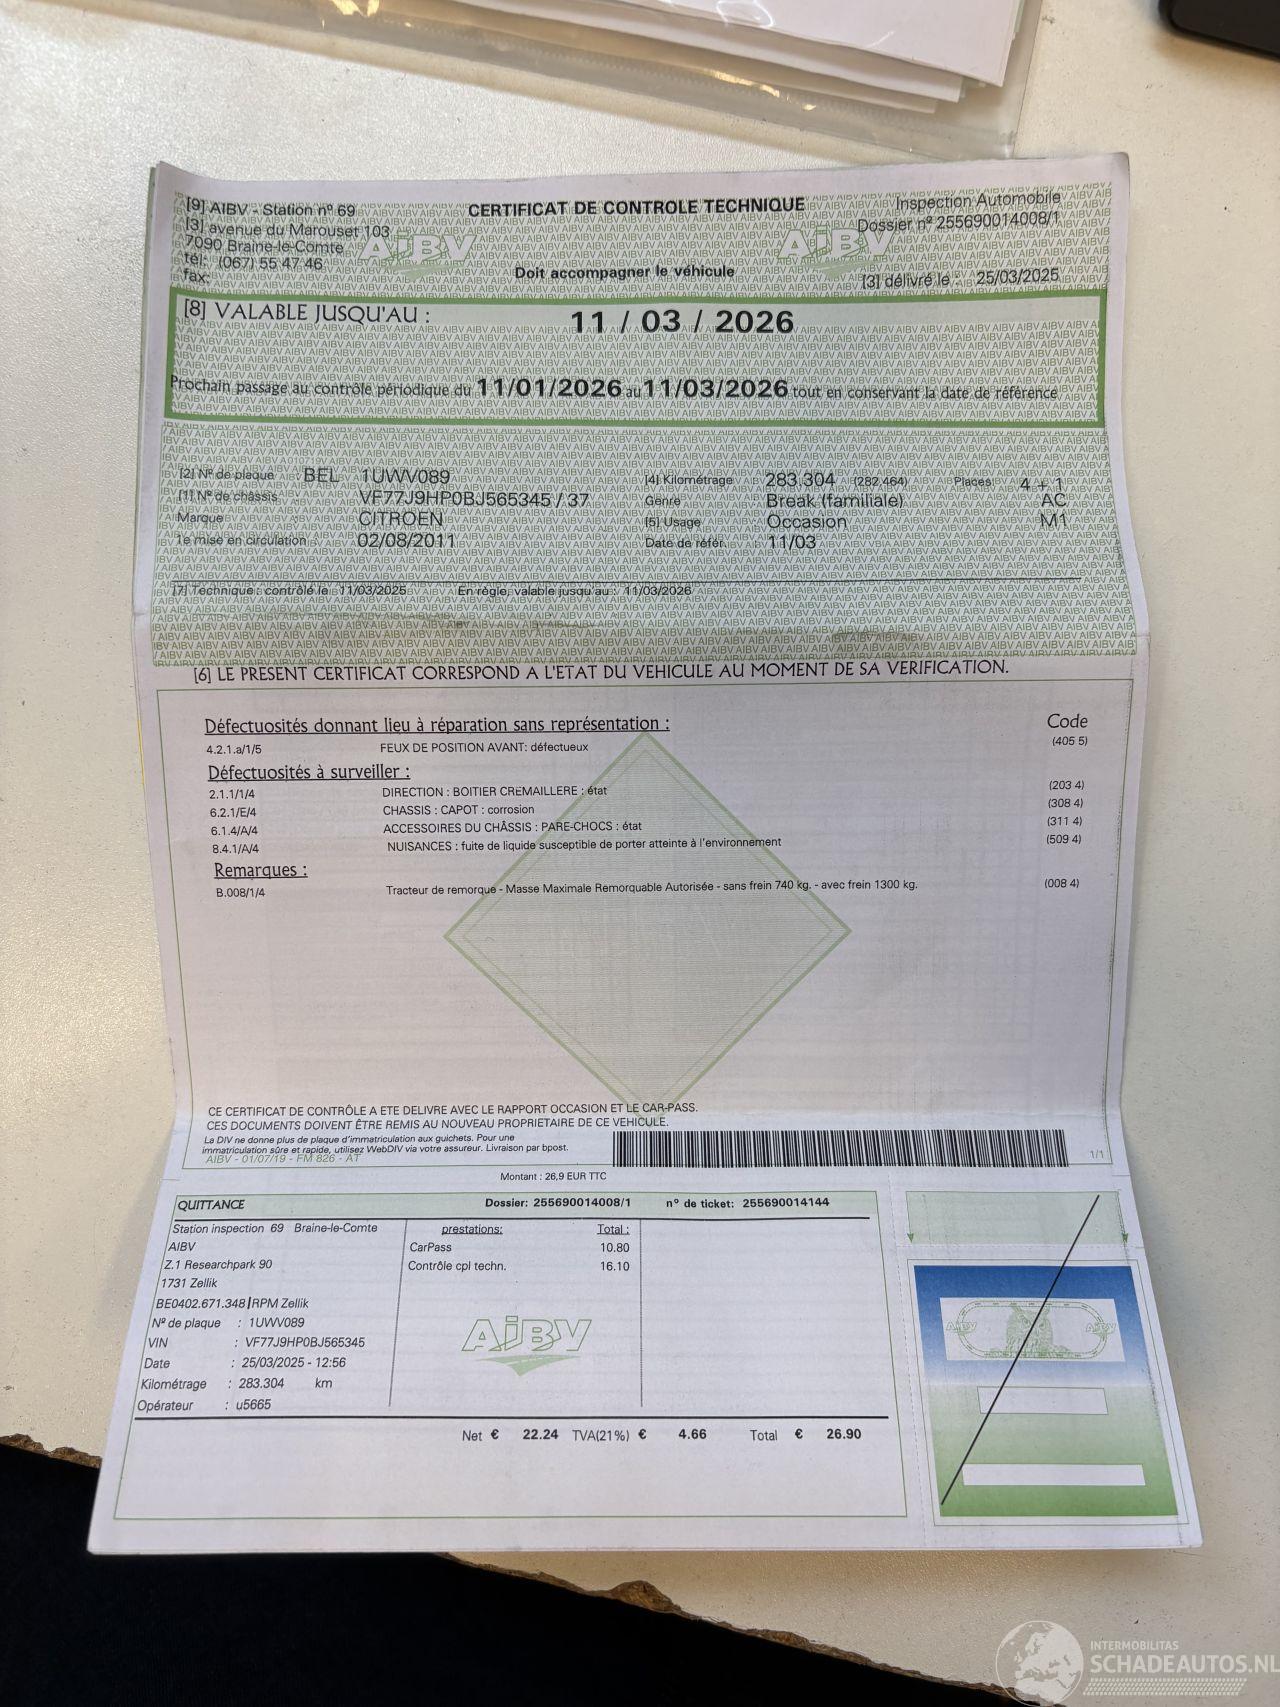 [9] AIBV - Station nº 69
[3] avenue du Marouset 103
7090 Braine-le-Comte
tél: (067) 55 47 46
fax:
CERTIFICAT DE CONTROLE TECHNIQUE
AiBV
AiBV
Doit accompagner le véhicule
Inspection Automobile
Dossier nº 255690014008/1
[3] délivré le : 25/03/2025
[8] VALABLE JUSQU'AU : 11 / 03 / 2026
Prochain passage au contrôle périodique du 11/01/2026 au 11/03/2026 tout en conservant la date de référence
[2] Nº de plaque BEL 1UWV089
[1] Nº de châssis VF77J9HP0BJ565345 / 37
Marque CITROEN
1e mise en circulation : 02/08/2011
[4] Kilométrage 283.304 (282 464) Places: 4 + 1
Genre Break (familiale) AC
[5] Usage Occasion M1
Date de référ. 11/03
[7] Technique : contrôlé le 11/03/2025 En règle, valable jusqu'au : 11/03/2026
[6] LE PRESENT CERTIFICAT CORRESPOND A L'ETAT DU VEHICULE AU MOMENT DE SA VERIFICATION.
Défectuosités donnant lieu à réparation sans représentation : Code
4.2.1.a/1/5 FEUX DE POSITION AVANT: défectueux (405 5)
Défectuosités à surveiller :
2.1.1/1/4 DIRECTION : BOITIER CREMAILLERE : état (203 4)
6.2.1/E/4 CHASSIS : CAPOT : corrosion (308 4)
6.1.4/A/4 ACCESSOIRES DU CHÂSSIS : PARE-CHOCS : état (311 4)
8.4.1/A/4 NUISANCES : fuite de liquide susceptible de porter atteinte à l'environnement (509 4)
Remarques :
B.008/1/4 Tracteur de remorque - Masse Maximale Remorquable Autorisée - sans frein 740 kg. - avec frein 1300 kg. (008 4)
CE CERTIFICAT DE CONTRÔLE A ETE DELIVRE AVEC LE RAPPORT OCCASION ET LE CAR-PASS.
CES DOCUMENTS DOIVENT ÊTRE REMIS AU NOUVEAU PROPRIETAIRE DE CE VEHICULE.
La DIV ne donne plus de plaque d'immatriculation aux guichets. Pour une
immatriculation sûre et rapide, utilisez WebDIV via votre assureur. Livraison par bpost.
AIBV - 01/07/19 - FM 826 - AT
1/1
Montant : 26,9 EUR TTC
QUITTANCE Dossier: 255690014008/1 nº de ticket: 255690014144
Station inspection 69 Braine-le-Comte
AIBV
Z.1 Researchpark 90
1731 Zellik
BE0402.671.348 RPM Zellik
Nº de plaque : 1UWV089
VIN : VF77J9HP0BJ565345
Date : 25/03/2025 - 12:56
Kilométrage : 283.304 km
Opérateur : u5665
prestations: Total :
CarPass 10.80
Contrôle cpl techn. 16.10
AiBV
Net € 22.24 TVA(21%) € 4.66 Total € 26.90
AiBV
AiBV
INTERMOBILITAS
SCHADEAUTOS.NL